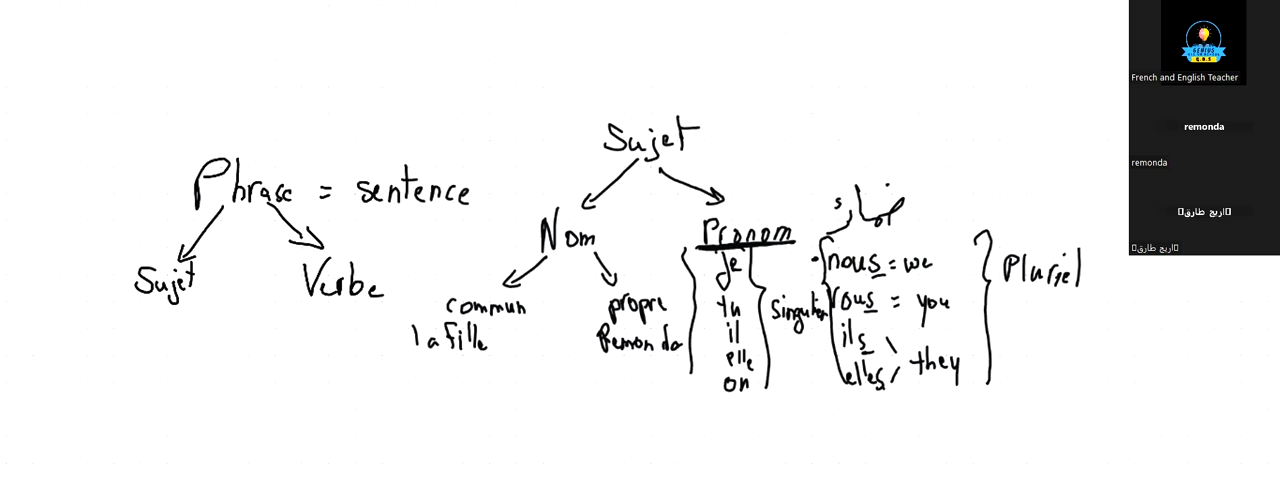 Phrase = sentence
Sujet
Verbe
Sujet
Nom
commun
la fille
propre
Remonda
Pronom
Je
tu
il
elle
on
Singulier
s
nous = we
vous = you
ils
elles
they
Pluriel
GENIUS
French and English Teacher
remonda
remonda
اريج طارق
اريج طارق